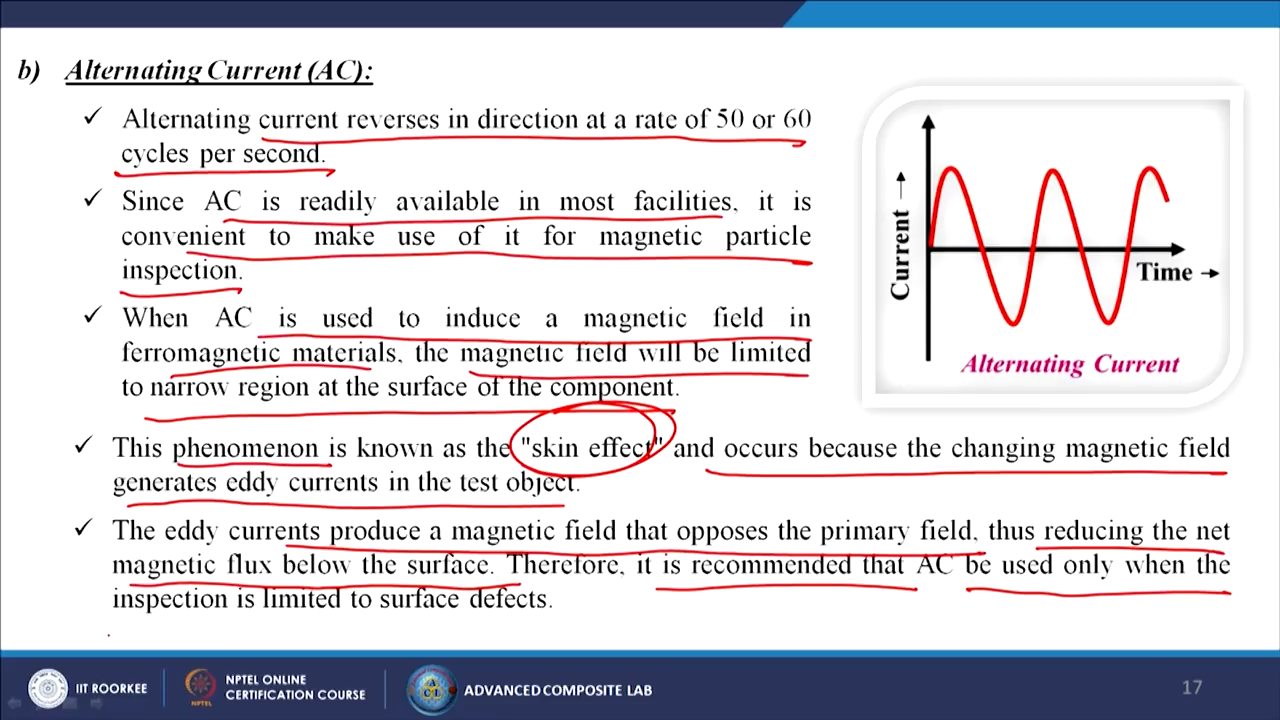 b) Alternating Current (AC):
✓ Alternating current reverses in direction at a rate of 50 or 60
cycles per second.
✓ Since AC is readily available in most facilities, it is
convenient to make use of it for magnetic particle
inspection.
✓ When AC is used to induce a magnetic field in
ferromagnetic materials, the magnetic field will be limited
to narrow region at the surface of the component.
✓ This phenomenon is known as the "skin effect" and occurs because the changing magnetic field
generates eddy currents in the test object.
✓ The eddy currents produce a magnetic field that opposes the primary field, thus reducing the net
magnetic flux below the surface. Therefore, it is recommended that AC be used only when the
inspection is limited to surface defects.
Current →
Time →
Alternating Current
IIT ROORKEE
NPTEL
NPTEL ONLINE
CERTIFICATION COURSE
ACL
ADVANCED COMPOSITE LAB
17